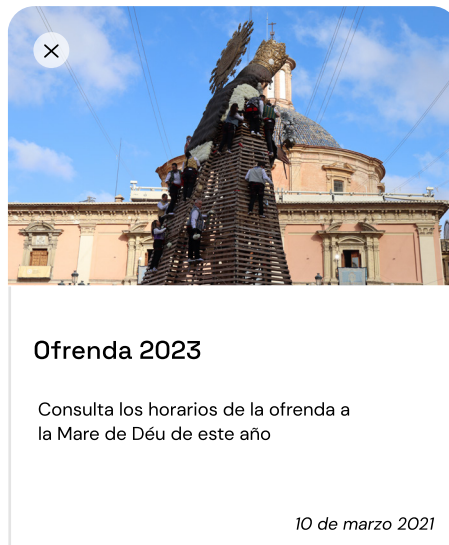 Ofrenda 2023
Consulta los horarios de la ofrenda a
la Mare de Déu de este año
10 de marzo 2021